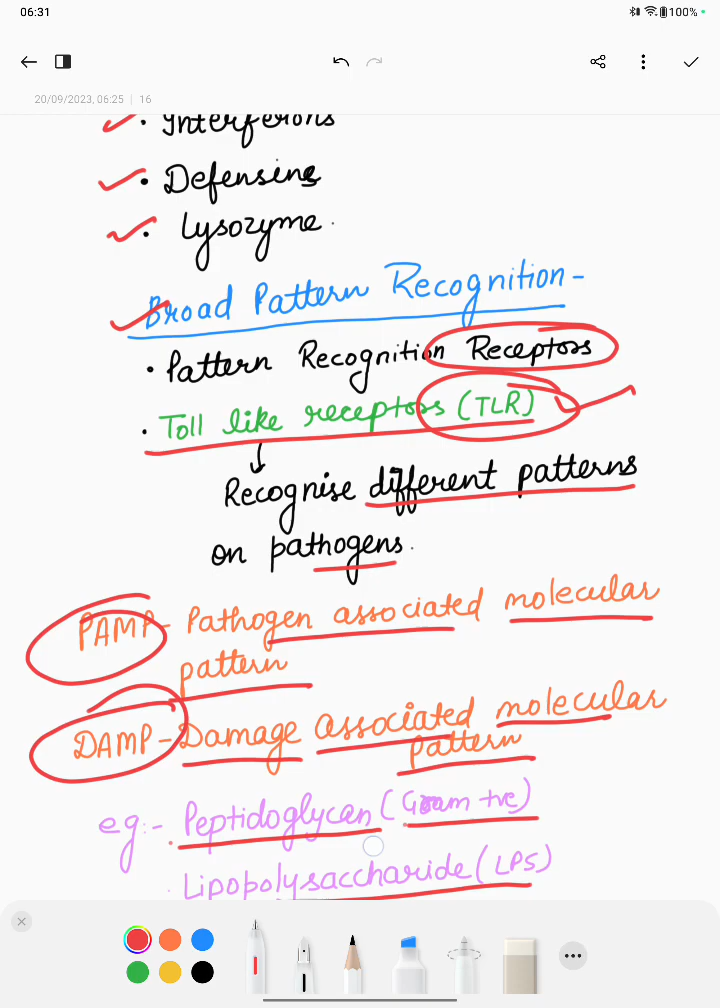 06:31
100%
20/09/2023, 06:25 | 16
• Interferons
• Defensins
• Lysozyme.
Broad Pattern Recognition-
• Pattern Recognition Receptors
• Toll like receptors (TLR)
Recognise different patterns
on pathogens.
PAMP- Pathogen associated molecular
pattern
DAMP- Damage associated molecular
pattern
eg:- Peptidoglycan (Gram +ve)
Lipopolysaccharide (LPS)